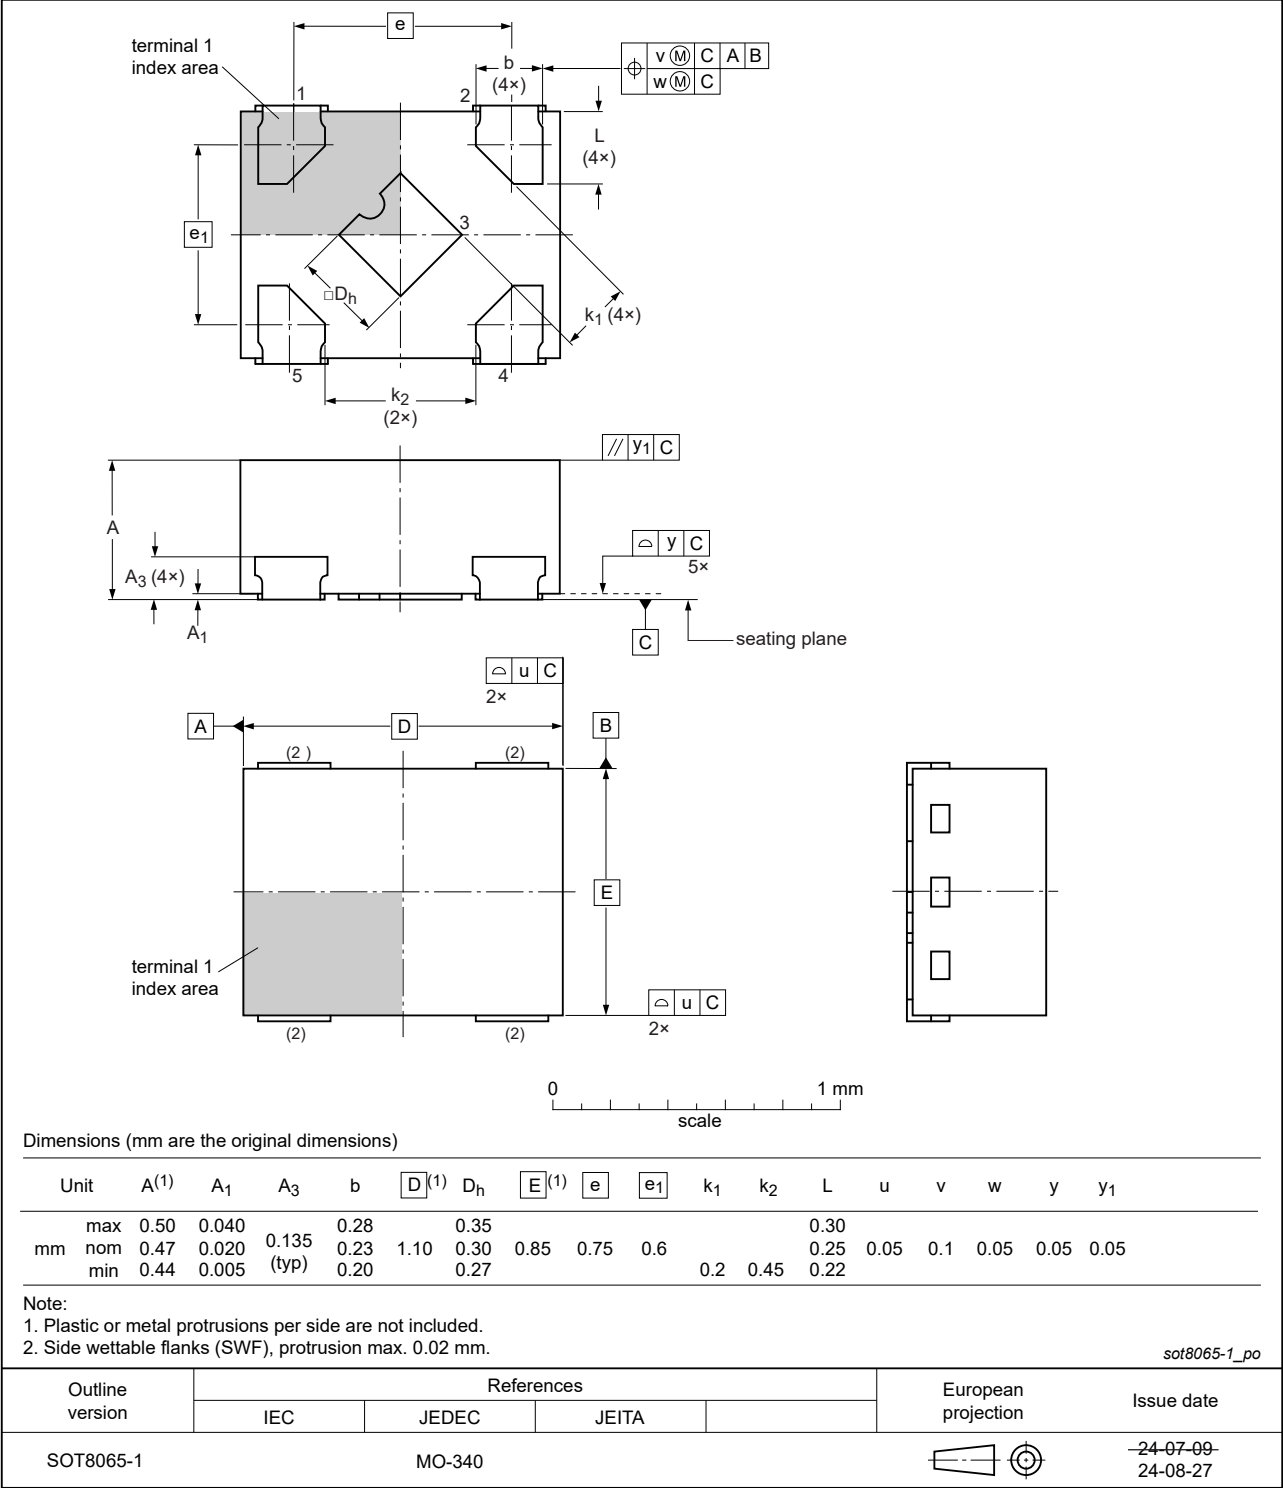 e
terminal 1
index area
b
(4×)
v Ⓜ C A B
w Ⓜ C
1
2
L
(4×)
e1
3
□Dh
k1 (4×)
5
4
k2
(2×)
// y1 C
A
y C
5×
A3 (4×)
A1
C
seating plane
u C
2×
A
D
B
(2 )
(2)
E
terminal 1
index area
u C
2×
(2)
(2)
0 1 mm
scale
Dimensions (mm are the original dimensions)
Unit A(1) A1 A3 b D(1) Dh E(1) e e1 k1 k2 L u v w y y1
max 0.50 0.040 0.28 0.35 0.30
mm nom 0.47 0.020 0.135 (typ) 0.23 1.10 0.30 0.85 0.75 0.6 0.25 0.05 0.1 0.05 0.05 0.05
min 0.44 0.005 0.20 0.27 0.2 0.45 0.22
Note:
1. Plastic or metal protrusions per side are not included.
2. Side wettable flanks (SWF), protrusion max. 0.02 mm.
sot8065-1_po
Outline
version
References
IEC JEDEC JEITA
European
projection
Issue date
SOT8065-1
MO-340
24-07-09
24-08-27